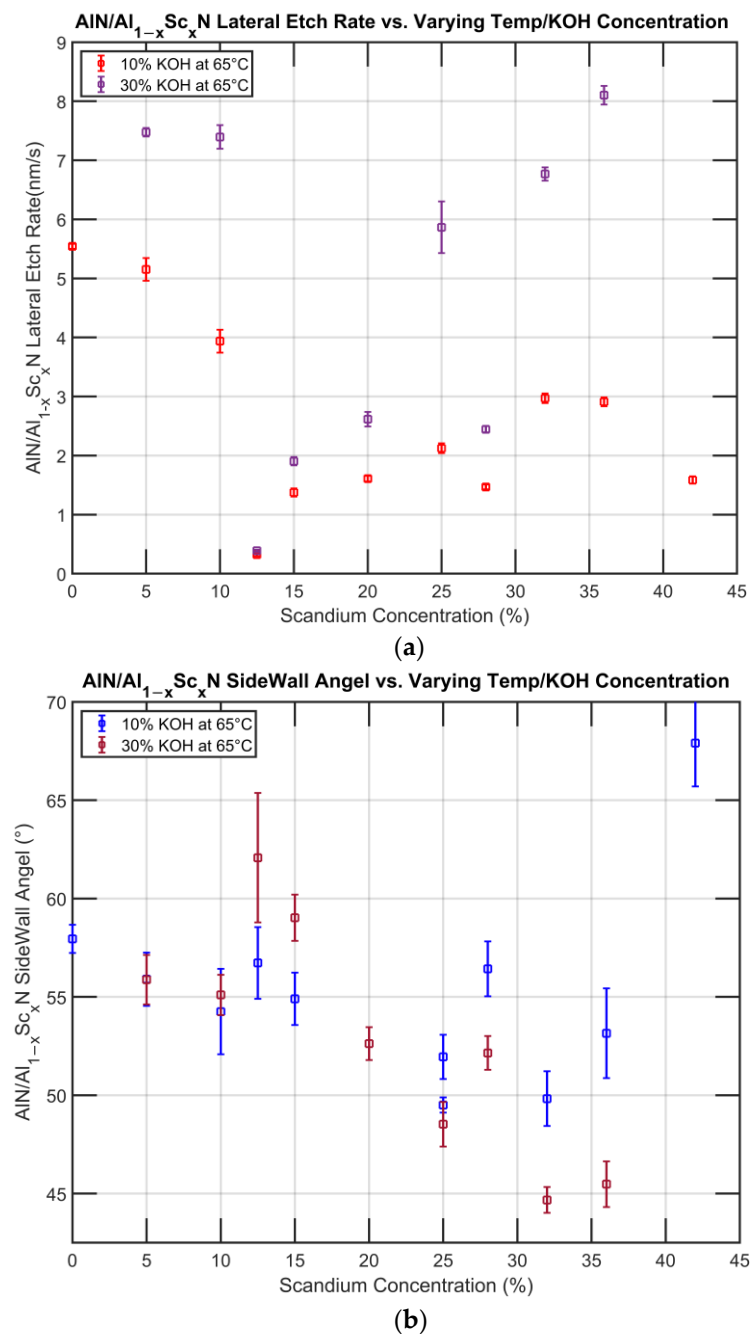 AlN/Al₁₋ₓScₓN Lateral Etch Rate vs. Varying Temp/KOH Concentration
9
8
7
6
5
4
3
2
1
0
AlN/Al₁₋ₓScₓN Lateral Etch Rate(nm/s)
10% KOH at 65°C
30% KOH at 65°C
0 5 10 15 20 25 30 35 40 45
Scandium Concentration (%)
(a)
AlN/Al₁₋ₓScₓN SideWall Angel vs. Varying Temp/KOH Concentration
70
65
60
55
50
45
AlN/Al₁₋ₓScₓN SideWall Angel (°)
10% KOH at 65°C
30% KOH at 65°C
0 5 10 15 20 25 30 35 40 45
Scandium Concentration (%)
(b)